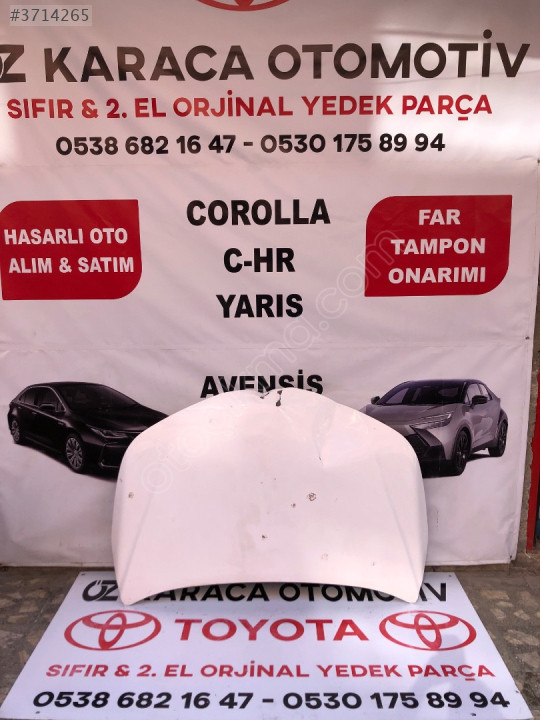 #3714265
ÖZ KARACA OTOMOTİV
SIFIR & 2. EL ORJİNAL YEDEK PARÇA
0538 682 16 47 - 0530 175 89 94
HASARLI OTO
ALIM & SATIM
COROLLA
C-HR
YARIS
AVENSİS
FAR
TAMPON
ONARIMI
ÖZ KARACA OTOMOTİV
TOYOTA
SIFIR & 2. EL ORJİNAL YEDEK PARÇA
0538 682 16 47 - 0530 175 89 94